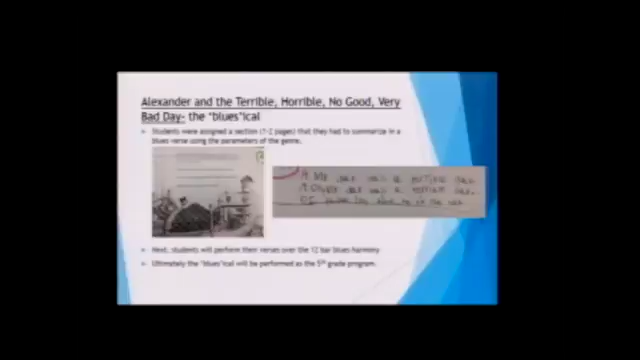 Alexander and the Terrible, Horrible, No Good, Very
Bad Day- the "blues"ical
Students were assigned a section (1-2 pages) that they had to summarize in a
blues verse using the parameters of the genre.
Next, students will perform their verses over the 12 bar blues harmony
Ultimately the "blues"ical will be performed as the 5th grade program.